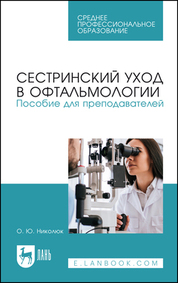 СРЕДНЕЕ
ПРОФЕССИОНАЛЬНОЕ
ОБРАЗОВАНИЕ
СЕСТРИНСКИЙ УХОД
В ОФТАЛЬМОЛОГИИ
Пособие для преподавателей
О. Ю. Николюк
ЛАНЬ
E.LANBOOK.COM